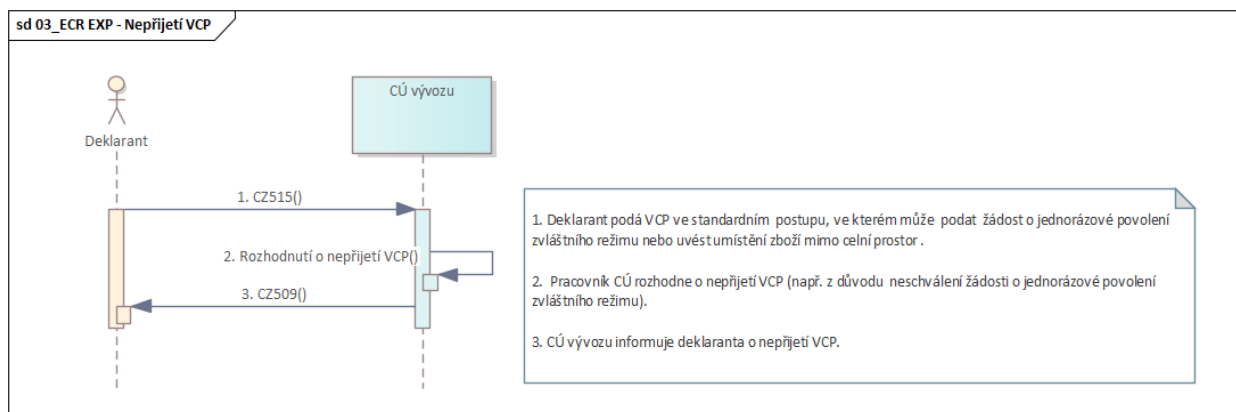 sd 03_ECR EXP - Nepřijetí VCP
CÚ vývozu
Deklarant
1. CZ515()
2. Rozhodnutí o nepřijetí VCP()
3. CZ509()
1. Deklarant podá VCP ve standardním postupu, ve kterém může podat žádost o jednorázové povolení
zvláštního režimu nebo uvést umístění zboží mimo celní prostor .
2. Pracovník CÚ rozhodne o nepřijetí VCP (např. z důvodu neschválení žádosti o jednorázové povolení
zvláštního režimu).
3. CÚ vývozu informuje deklaranta o nepřijetí VCP.